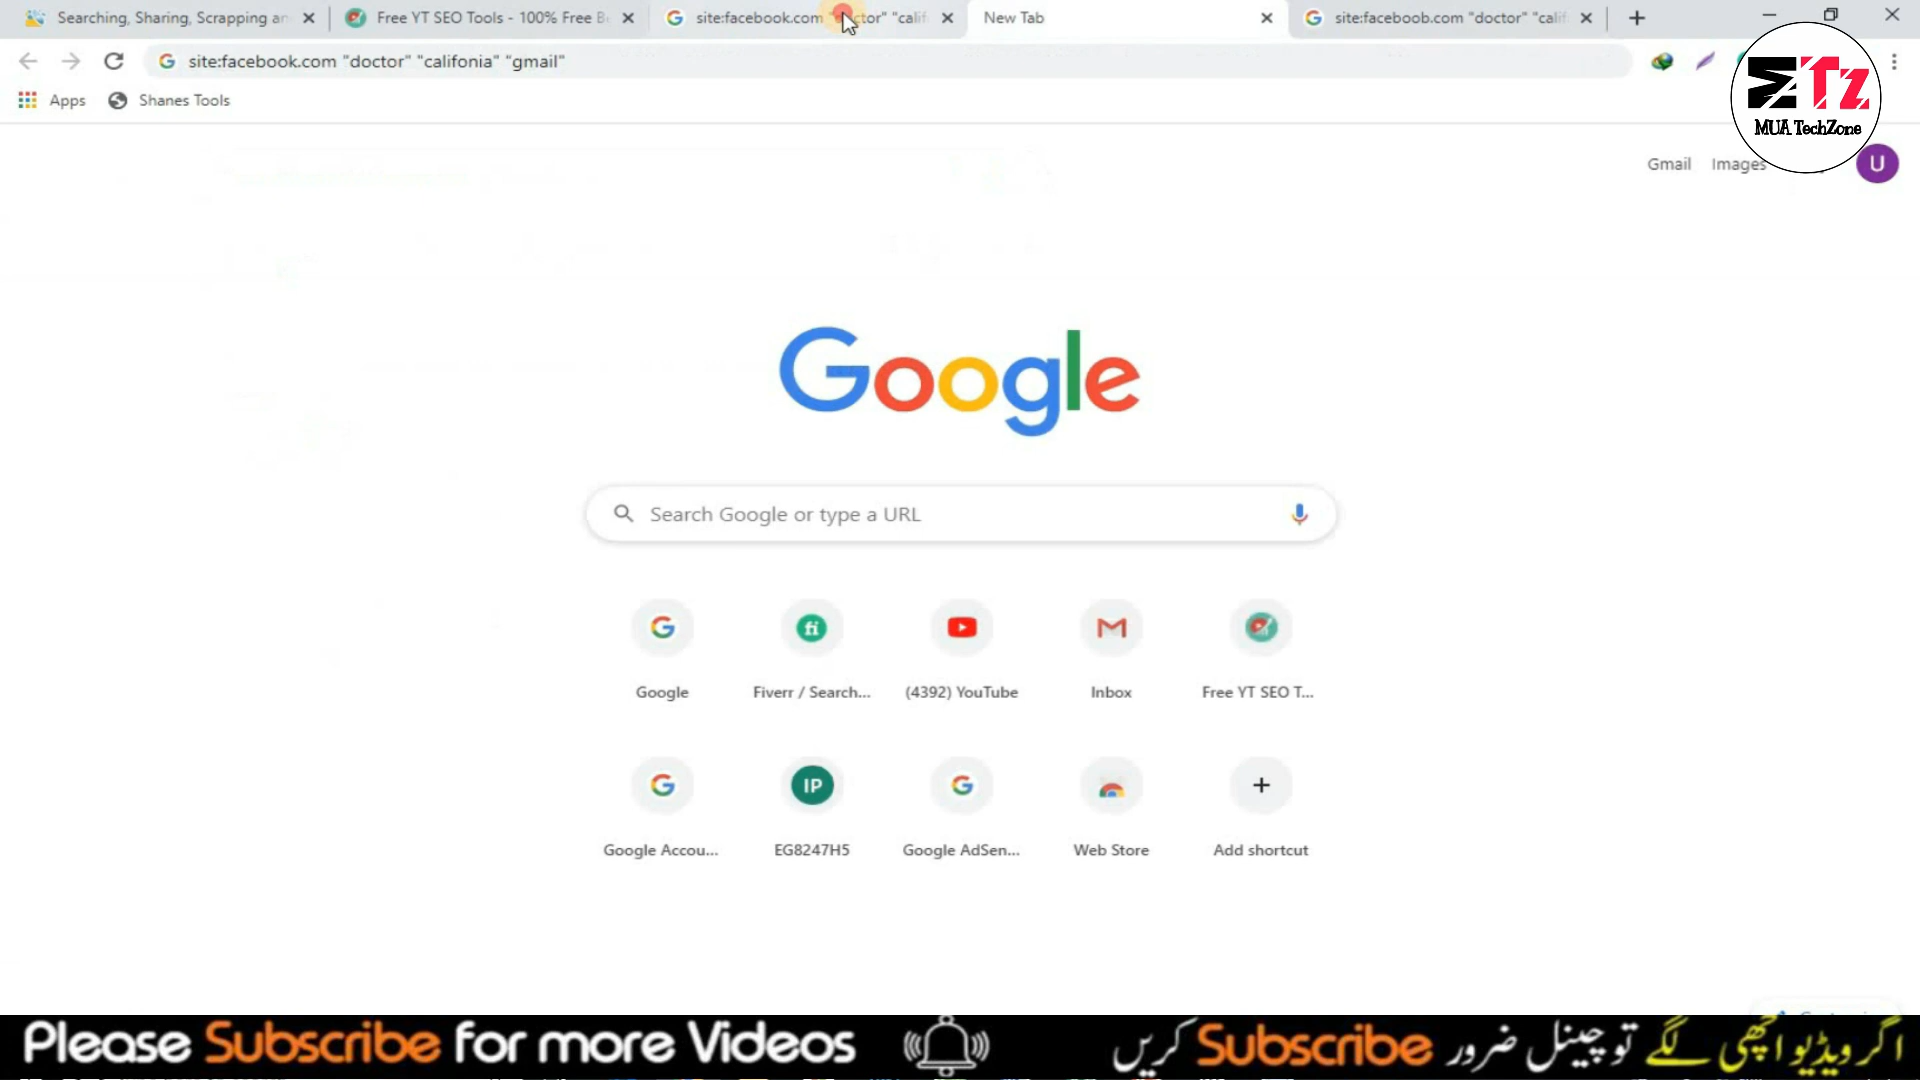 Searching, Sharing, Scrapping an
Free YT SEO Tools - 100% Free B
site:facebook.com "doctor" "calif
New Tab
site:faceboob.com "doctor" "calif
site:facebook.com "doctor" "califonia" "gmail"
Apps
Shanes Tools
MTz
MUA TechZone
Gmail
Images
U
Google
Search Google or type a URL
Google
Fiverr / Search...
(4392) YouTube
Inbox
Free YT SEO T...
IP
Google Accou...
EG8247H5
Google AdSen...
Web Store
Add shortcut
Please Subscribe for more Videos
اگر ویڈیو اچھی لگے تو چینل ضرور Subscribe کریں